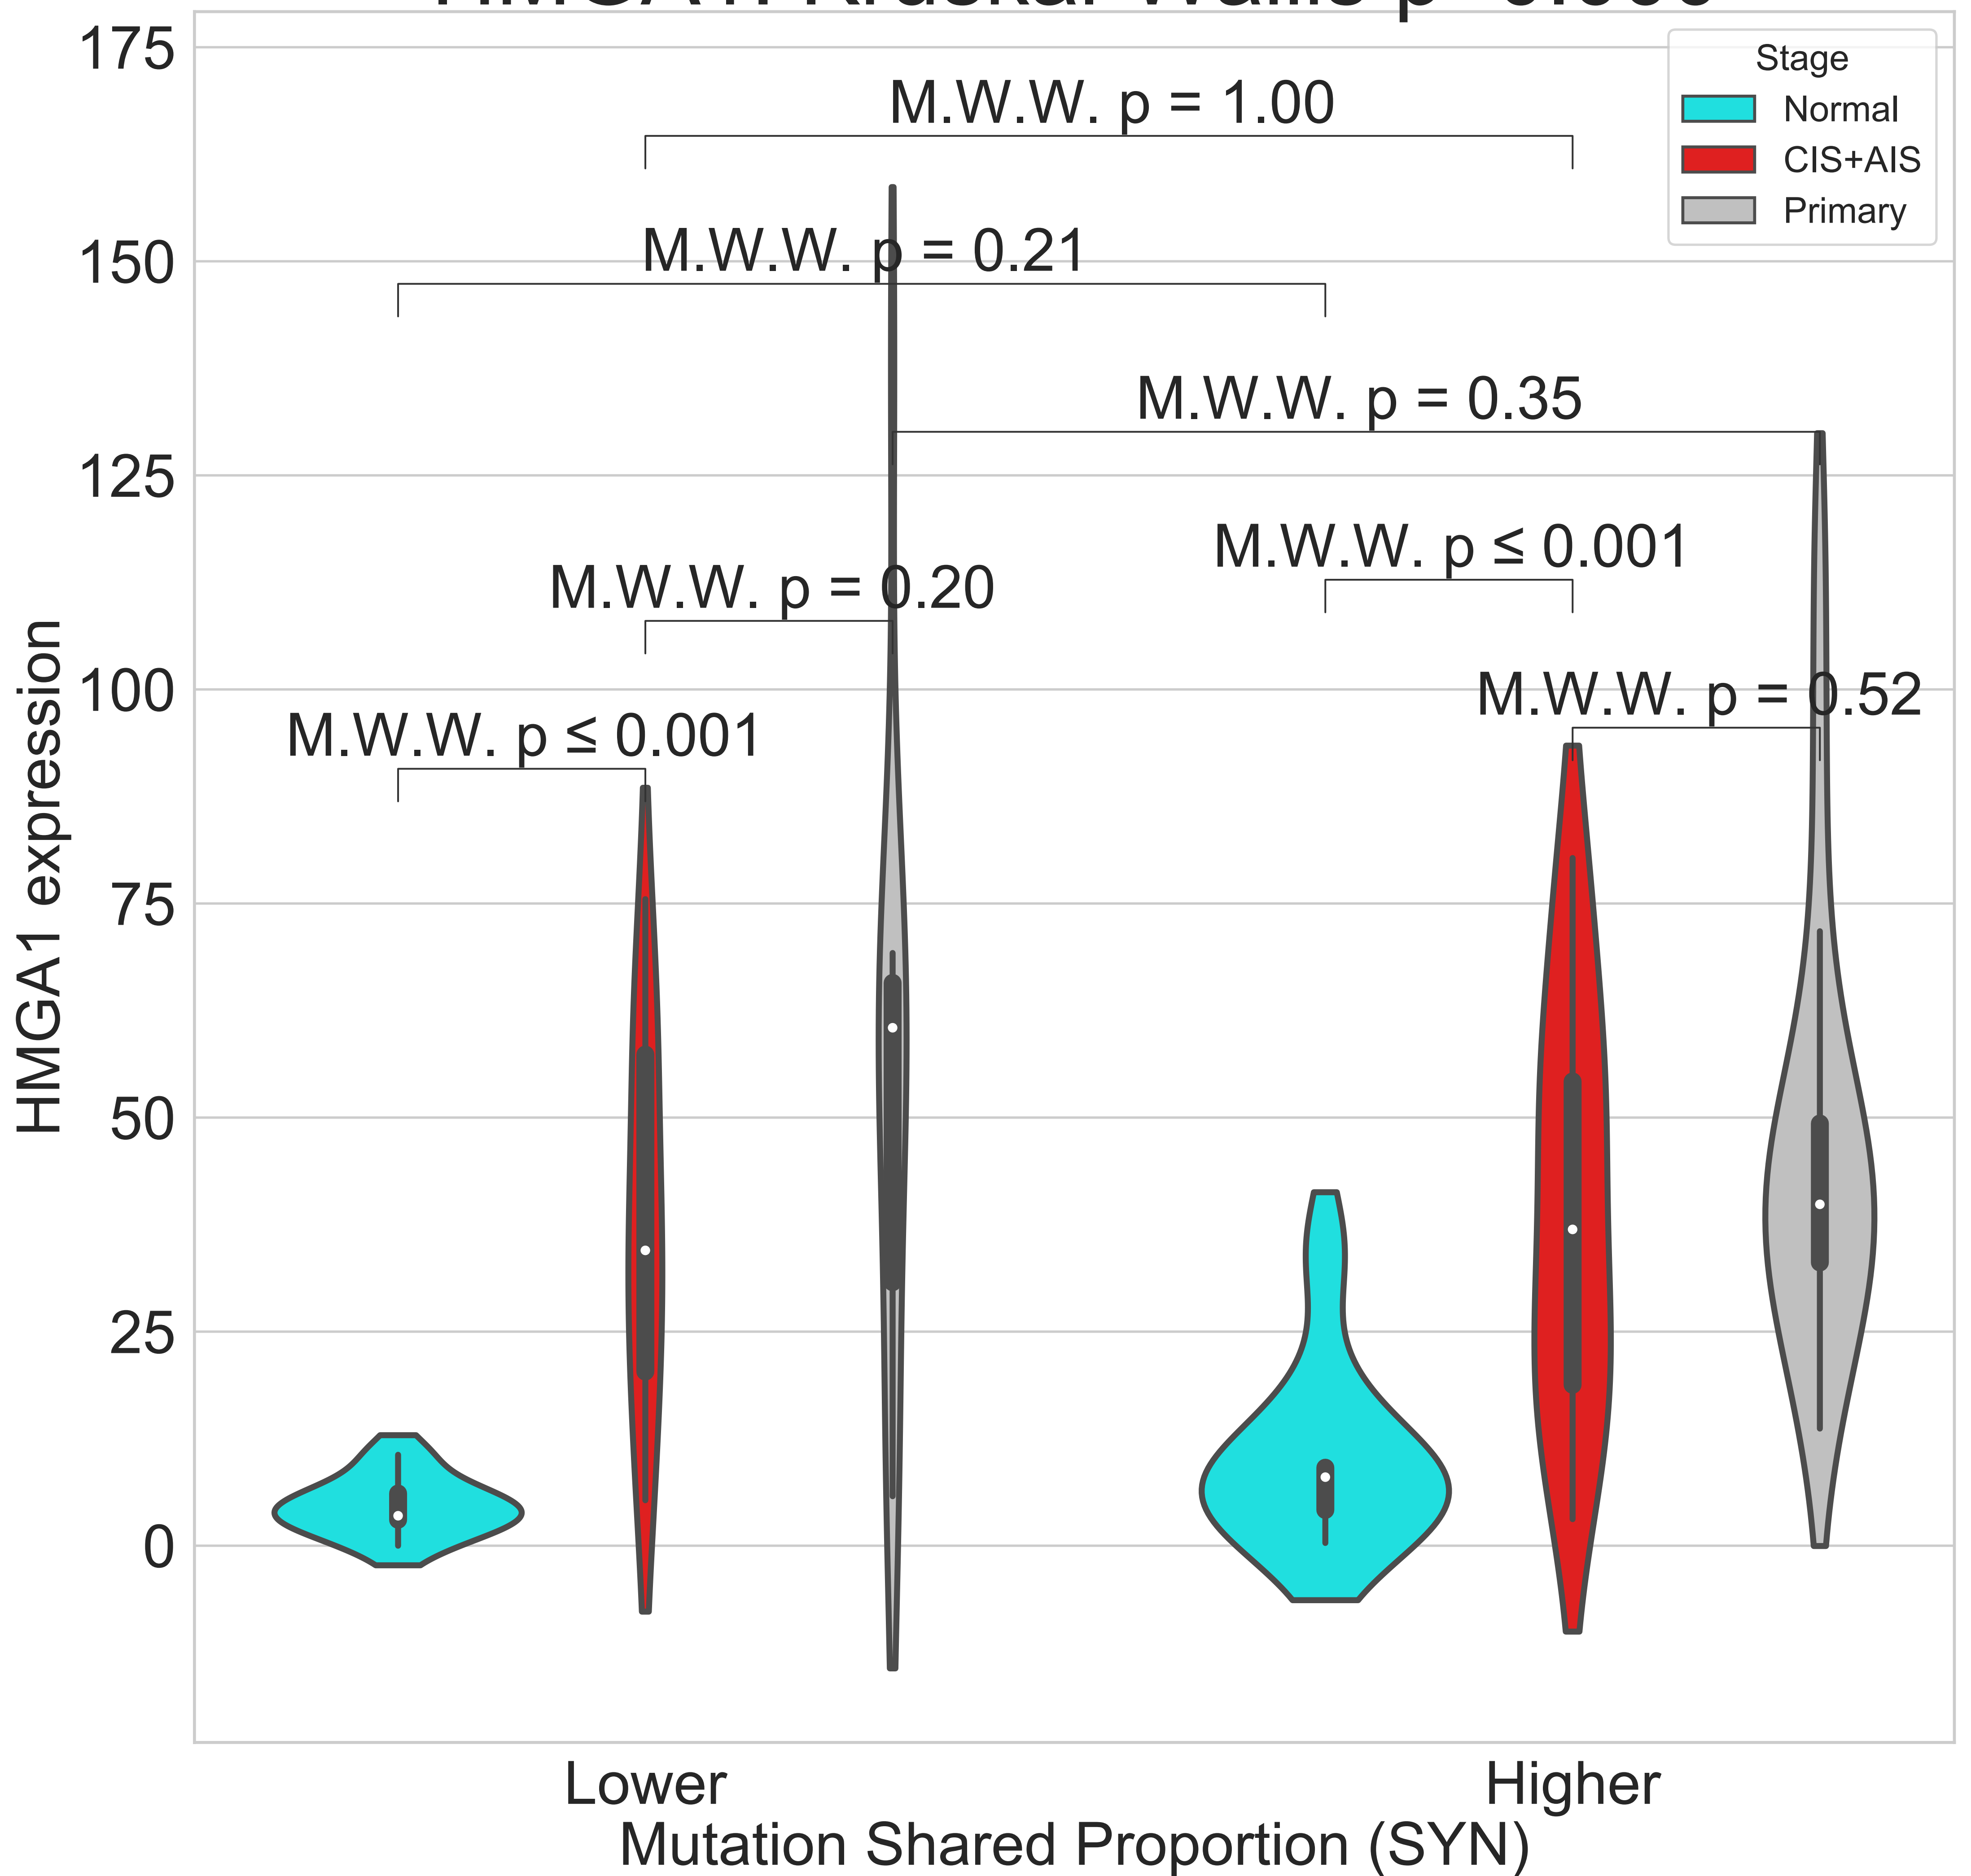 175
150
125
100
75
50
25
0
HMGA1 expression
Stage
Normal
CIS+AIS
Primary
M.W.W. p = 1.00
M.W.W. p = 0.21
M.W.W. p = 0.35
M.W.W. p ≤ 0.001
M.W.W. p = 0.20
M.W.W. p = 0.52
M.W.W. p ≤ 0.001
Lower
Higher
Mutation Shared Proportion (SYN)